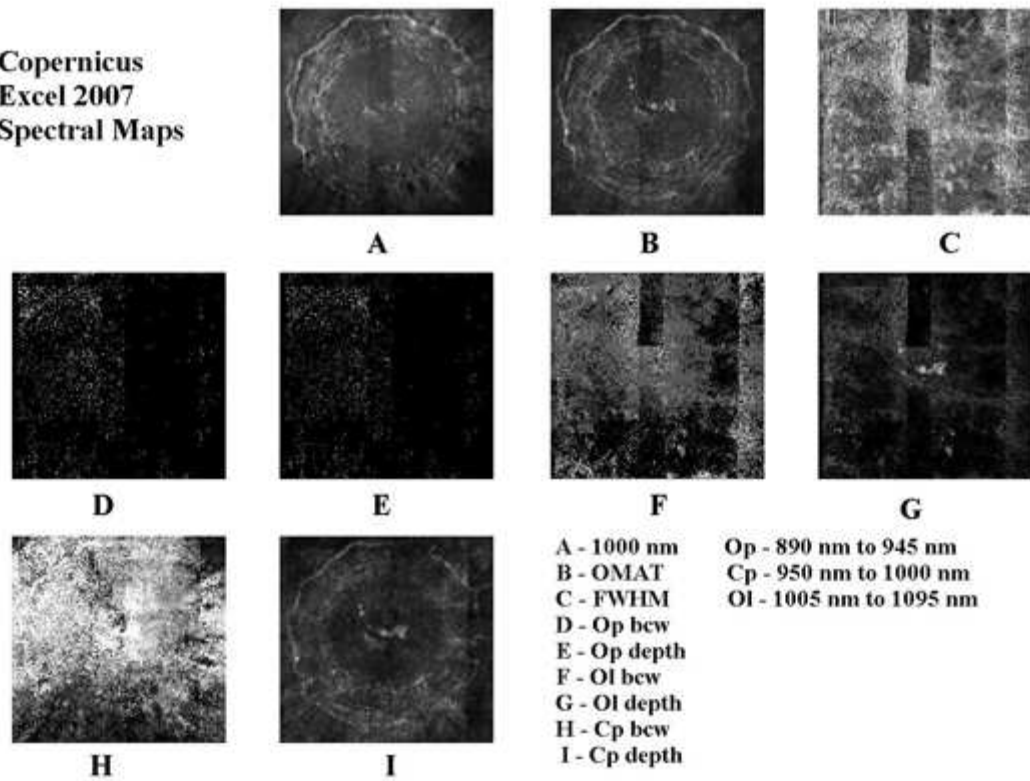 Copernicus
Excel 2007
Spectral Maps
A
B
C
D
E
F
G
H
I
A - 1000 nm
B - OMAT
C - FWHM
D - Op bcw
E - Op depth
F - Ol bcw
G - Ol depth
H - Cp bcw
I - Cp depth
Op - 890 nm to 945 nm
Cp - 950 nm to 1000 nm
Ol - 1005 nm to 1095 nm